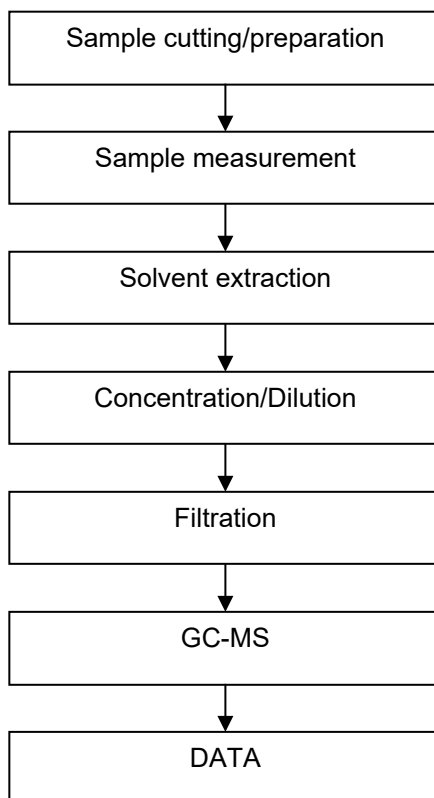 Sample cutting/preparation
Sample measurement
Solvent extraction
Concentration/Dilution
Filtration
GC-MS
DATA